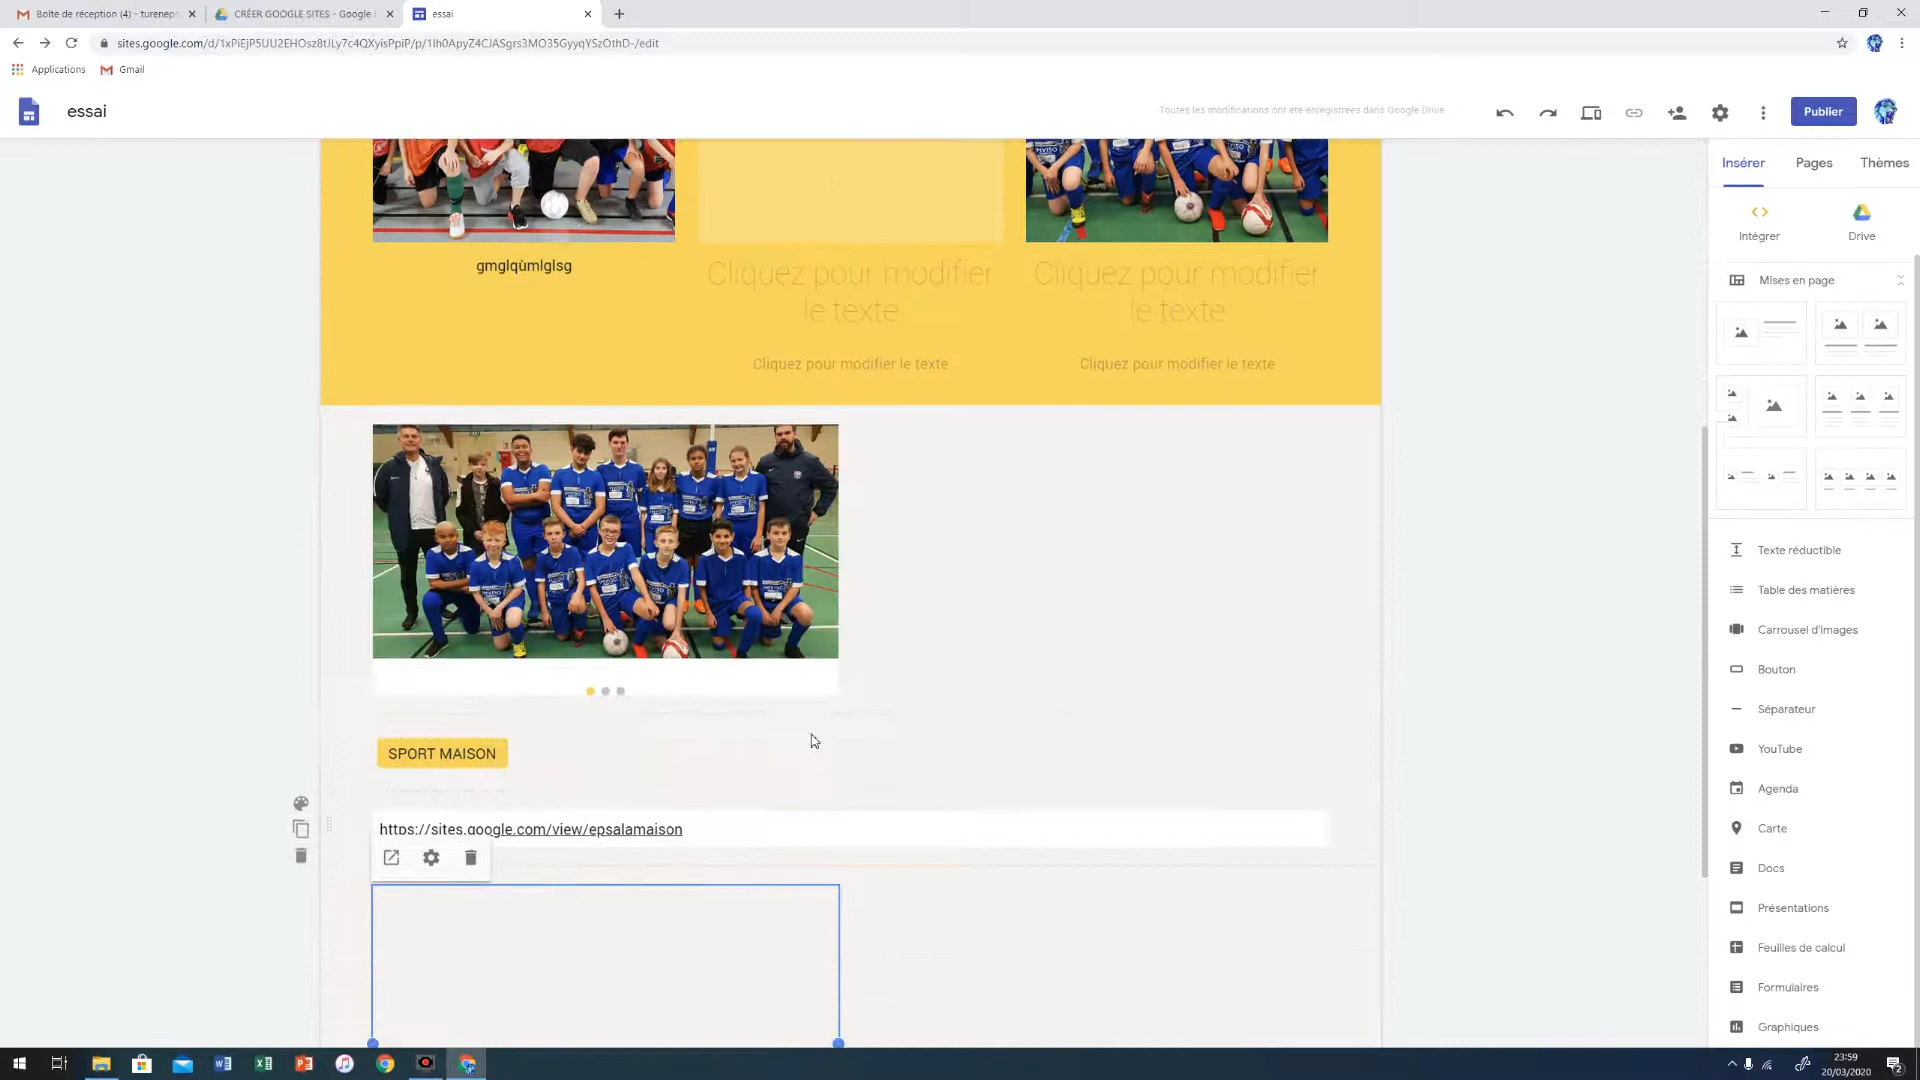 Boîte de réception (4) - turenep
CRÉER GOOGLE SITES - Google
essai
sites.google.com/d/1xPiEjP5UU2EHOsz8tJLy7c4QXyisPpiP/p/1Ih0ApyZ4CJASgrs3MO35GyyqYSzOthD-/edit
Applications
Gmail
essai
Toutes les modifications ont été enregistrées dans Google Drive
Publier
Insérer
Pages
Thèmes
Intégrer
Drive
Mises en page
gmglqùmlglsg
Cliquez pour modifier
le texte
Cliquez pour modifier le texte
Cliquez pour modifier
le texte
Cliquez pour modifier le texte
SPORT MAISON
https://sites.google.com/view/epsalamaison
Texte réductible
Table des matières
Carrousel d'images
Bouton
Séparateur
YouTube
Agenda
Carte
Docs
Présentations
Feuilles de calcul
Formulaires
Graphiques
23:59
20/03/2020